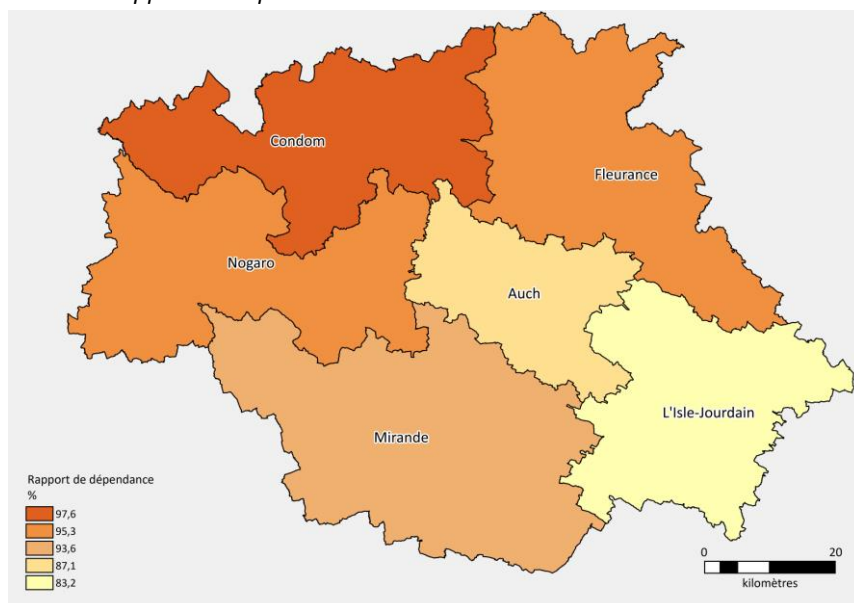 Condom
Fleurance
Nogaro
Auch
L'Isle-Jourdain
Mirande
Rapport de dépendance
%
97,6
95,3
93,6
87,1
83,2
0 20
kilomètres